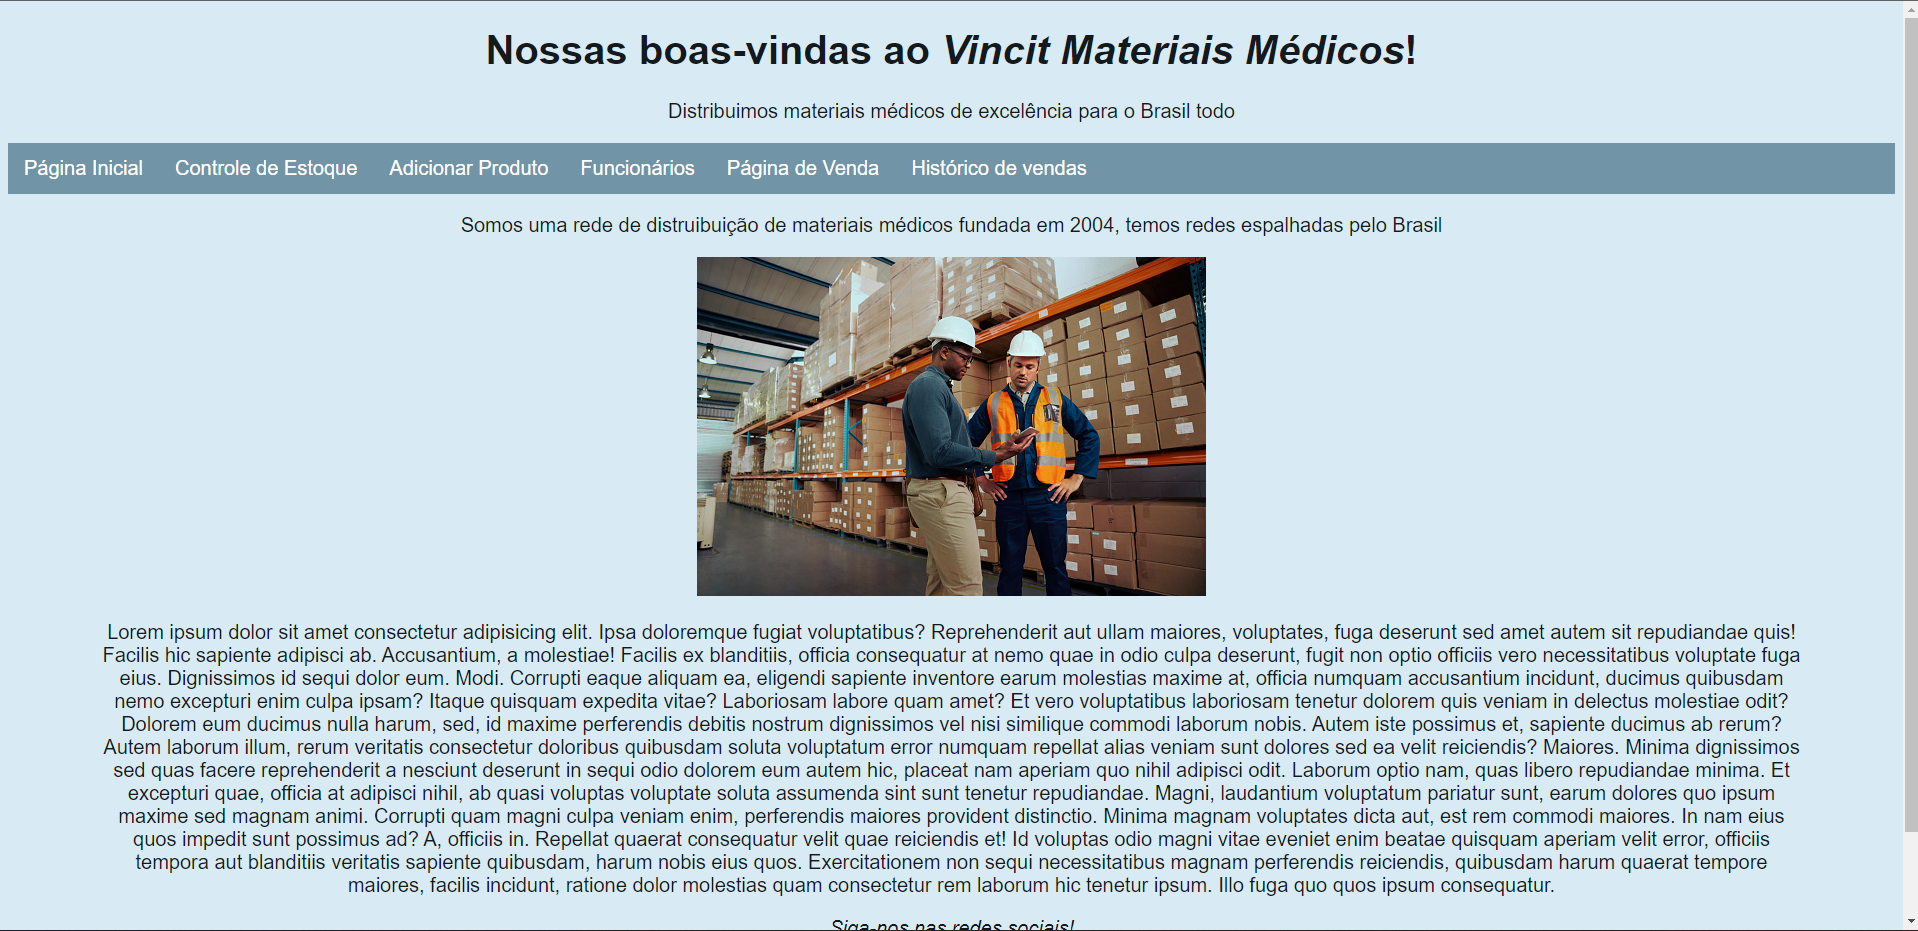 Nossas boas-vindas ao Vincit Materiais Médicos!
Distribuimos materiais médicos de excelência para o Brasil todo
Página Inicial Controle de Estoque Adicionar Produto Funcionários Página de Venda Histórico de vendas
Somos uma rede de distruibuição de materiais médicos fundada em 2004, temos redes espalhadas pelo Brasil
Lorem ipsum dolor sit amet consectetur adipisicing elit. Ipsa doloremque fugiat voluptatibus? Reprehenderit aut ullam maiores, voluptates, fuga deserunt sed amet autem sit repudiandae quis!
Facilis hic sapiente adipisci ab. Accusantium, a molestiae! Facilis ex blanditiis, officia consequatur at nemo quae in odio culpa deserunt, fugit non optio officiis vero necessitatibus voluptate fuga
eius. Dignissimos id sequi dolor eum. Modi. Corrupti eaque aliquam ea, eligendi sapiente inventore earum molestias maxime at, officia numquam accusantium incidunt, ducimus quibusdam
nemo excepturi enim culpa ipsam? Itaque quisquam expedita vitae? Laboriosam labore quam amet? Et vero voluptatibus laboriosam tenetur dolorem quis veniam in delectus molestiae odit?
Dolorem eum ducimus nulla harum, sed, id maxime perferendis debitis nostrum dignissimos vel nisi similique commodi laborum nobis. Autem iste possimus et, sapiente ducimus ab rerum?
Autem laborum illum, rerum veritatis consectetur doloribus quibusdam soluta voluptatum error numquam repellat alias veniam sunt dolores sed ea velit reiciendis? Maiores. Minima dignissimos
sed quas facere reprehenderit a nesciunt deserunt in sequi odio dolorem eum autem hic, placeat nam aperiam quo nihil adipisci odit. Laborum optio nam, quas libero repudiandae minima. Et
excepturi quae, officia at adipisci nihil, ab quasi voluptas voluptate soluta assumenda sint sunt tenetur repudiandae. Magni, laudantium voluptatum pariatur sunt, earum dolores quo ipsum
maxime sed magnam animi. Corrupti quam magni culpa veniam enim, perferendis maiores provident distinctio. Minima magnam voluptates dicta aut, est rem commodi maiores. In nam eius
quos impedit sunt possimus ad? A, officiis in. Repellat quaerat consequatur velit quae reiciendis et! Id voluptas odio magni vitae eveniet enim beatae quisquam aperiam velit error, officiis
tempora aut blanditiis veritatis sapiente quibusdam, harum nobis eius quos. Exercitationem non sequi necessitatibus magnam perferendis reiciendis, quibusdam harum quaerat tempore
maiores, facilis incidunt, ratione dolor molestias quam consectetur rem laborum hic tenetur ipsum. Illo fuga quo quos ipsum consequatur.
Siga-nos nas redes sociais!